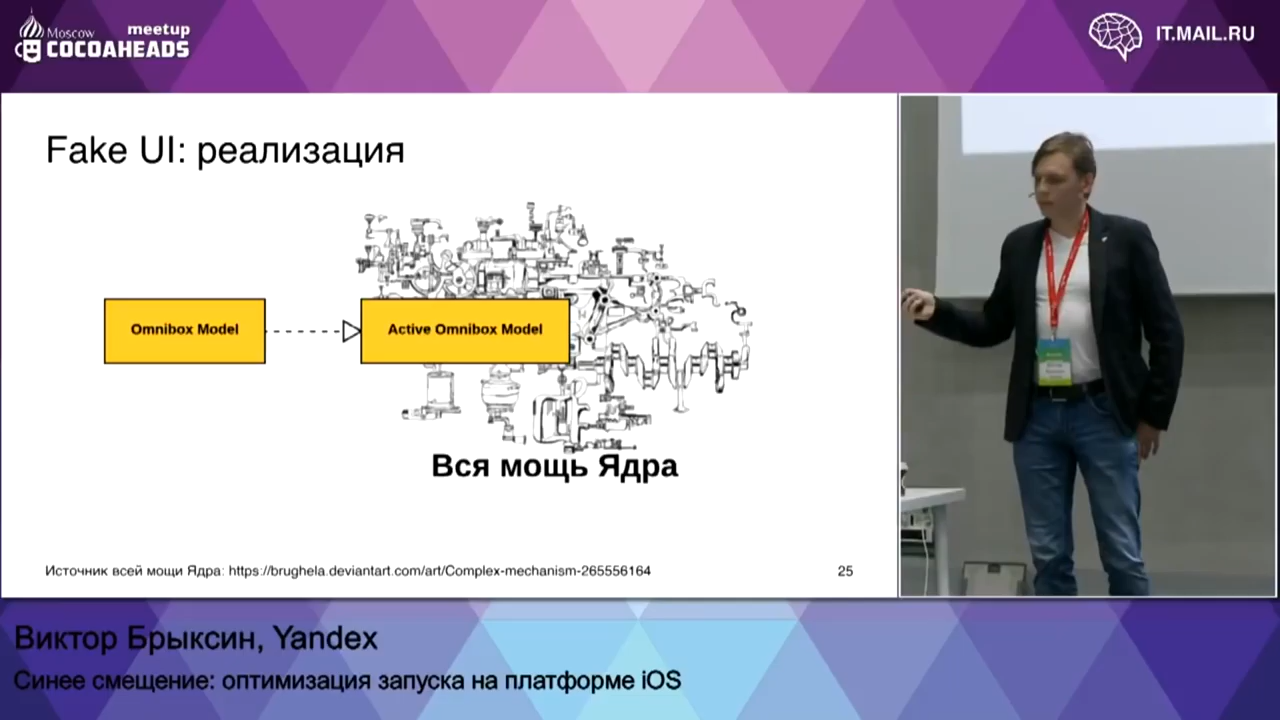 Moscow meetup
COCOAHEADS
IT.MAIL.RU
Fake UI: реализация
Omnibox Model
Active Omnibox Model
Вся мощь Ядра
Источник всей мощи Ядра: https://brughela.deviantart.com/art/Complex-mechanism-265556164
25
Виктор Брыксин, Yandex
Синее смещение: оптимизация запуска на платформе iOS